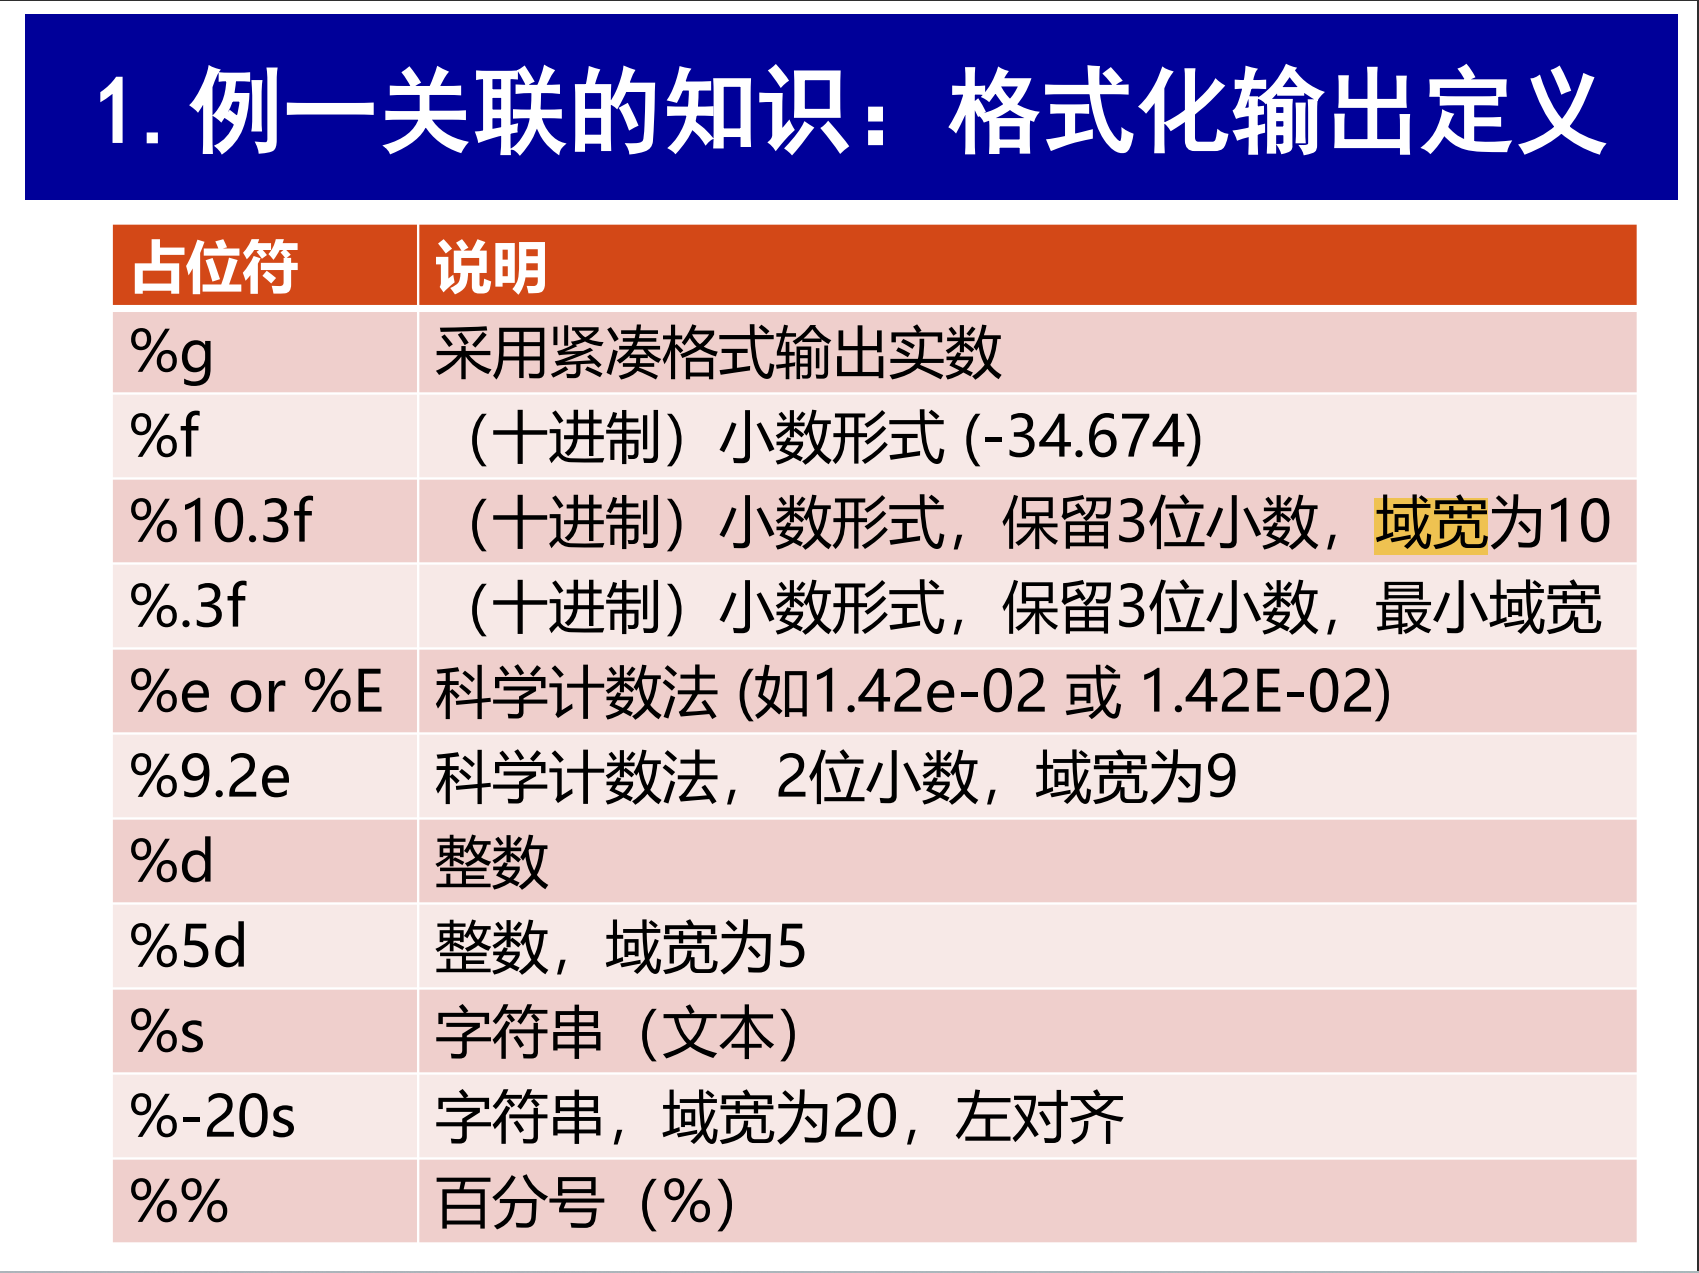 1.例一关联的知识：格式化输出定义
占位符 说明
%g 采用紧凑格式输出实数
%f （十进制）小数形式 (-34.674)
%10.3f （十进制）小数形式，保留3位小数，域宽为10
%.3f （十进制）小数形式，保留3位小数，最小域宽
%e or %E 科学计数法 (如1.42e-02 或 1.42E-02)
%9.2e 科学计数法，2位小数，域宽为9
%d 整数
%5d 整数，域宽为5
%s 字符串（文本）
%-20s 字符串，域宽为20，左对齐
%% 百分号（%）